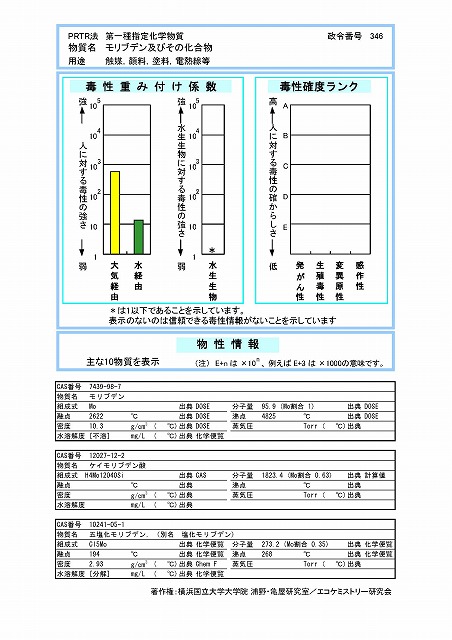 PRTR法 第一種指定化学物質 政令番号 346
物質名 モリブデン及びその化合物
用途 触媒，顔料，塗料，電熱線等
毒性重み付け係数
毒性確度ランク
強 10⁵ 強 10⁵ 高 A
10⁴ 10⁴ B
10³ 10³ C
10² 10² D
10 10 E
弱 1 弱 1 低
人に対する毒性の強さ
水生生物に対する毒性の強さ
人に対する毒性の確からしさ
*
大気経由
水経由
水生生物
発がん性
生殖毒性
変異原性
感作性
＊は1以下であることを示しています。
表示のないのは信頼できる毒性情報がないことを示しています
物性情報
主な10物質を表示 （注） E+n は ×10ⁿ 、例えば E+3 は ×1000の意味です。
CAS番号 7439-98-7
物質名 モリブデン
組成式 Mo 出典 DOSE 分子量 95.9 (Mo割合 1) 出典 DOSE
融点 2622 ℃ 出典 DOSE 沸点 4825 ℃ 出典 DOSE
密度 10.3 g/cm³ ( ℃) 出典 DOSE 蒸気圧 Torr ( ℃) 出典
水溶解度 [不溶] mg/L ( ℃) 出典 化学便覧
CAS番号 12027-12-2
物質名 ケイモリブデン酸
組成式 H4Mo12O40Si 出典 CAS 分子量 1823.4 (Mo割合 0.63) 出典 計算値
融点 ℃ 出典 沸点 ℃ 出典
密度 g/cm³ ( ℃) 出典 蒸気圧 Torr ( ℃) 出典
水溶解度 mg/L ( ℃) 出典
CAS番号 10241-05-1
物質名 五塩化モリブデン． （別名 塩化モリブデン）
組成式 Cl5Mo 出典 化学便覧 分子量 273.2 (Mo割合 0.35) 出典 化学便覧
融点 194 ℃ 出典 化学便覧 沸点 268 ℃ 出典 化学便覧
密度 2.93 g/cm³ ( ℃) 出典 Chem F 蒸気圧 Torr ( ℃) 出典
水溶解度 [分解] mg/L ( ℃) 出典 化学便覧
著作権：横浜国立大学大学院 浦野・亀屋研究室／エコケミストリー研究会